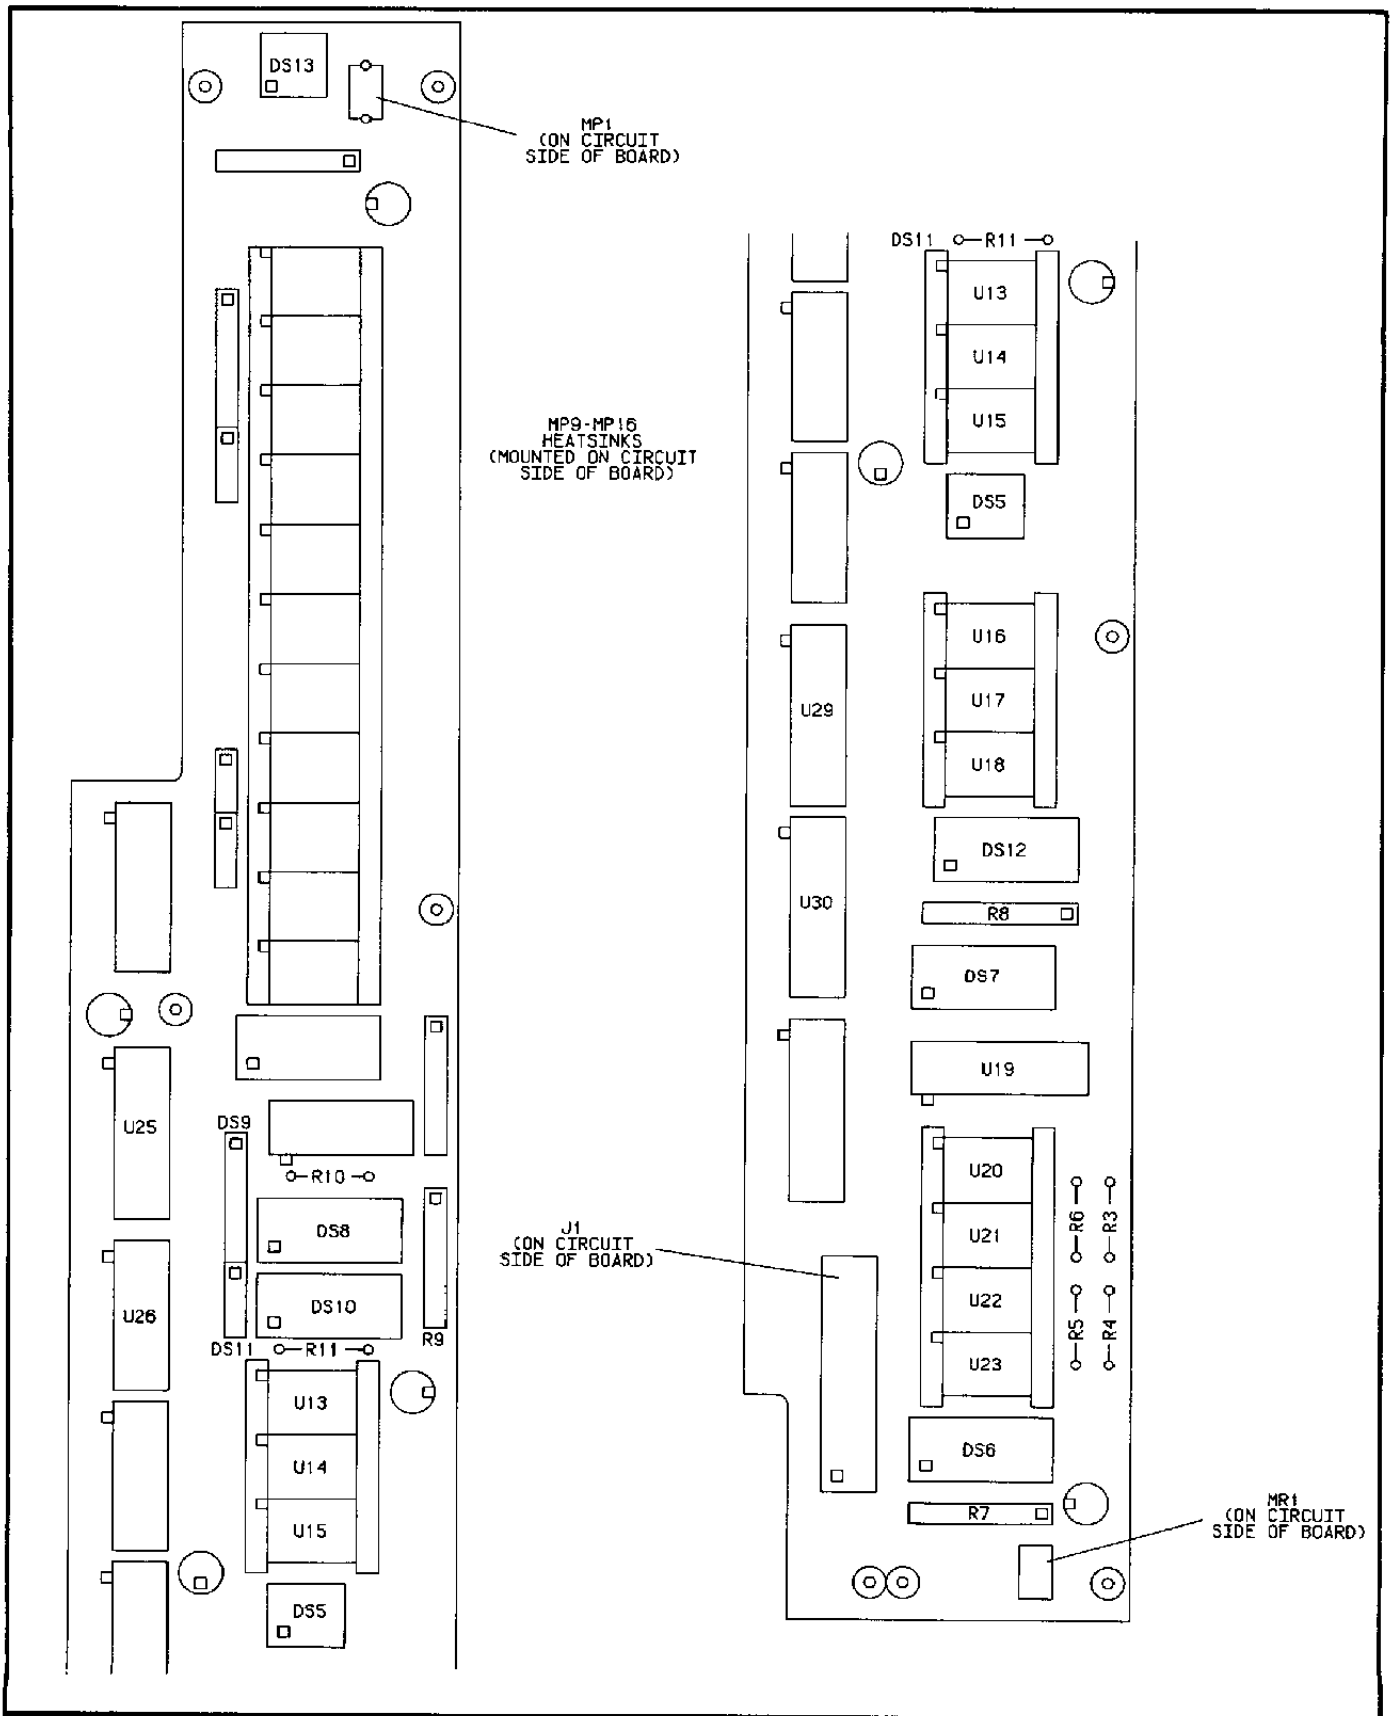 DS13
MP1
(ON CIRCUIT
SIDE OF BOARD)
MP9-MP16
HEATSINKS
(MOUNTED ON CIRCUIT
SIDE OF BOARD)
U25
DS9
R10
DS8
U26
DS10
DS11
R11
R9
U13
U14
U15
DS5
DS11
R11
U13
U14
U15
DS5
U16
U29
U17
U18
DS12
U30
R8
DS7
U19
U20
R6
R3
U21
J1
(ON CIRCUIT
SIDE OF BOARD)
U22
R5
R4
U23
DS6
R7
MR1
(ON CIRCUIT
SIDE OF BOARD)